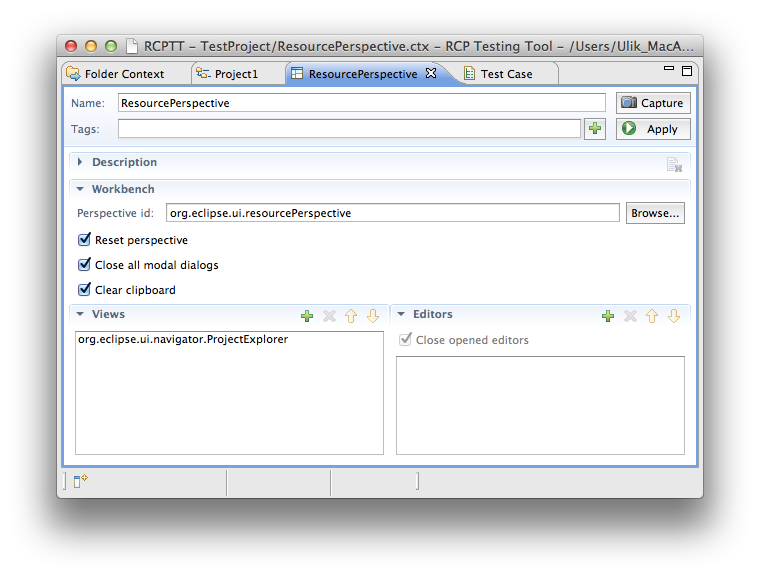 RCPTT - TestProject/ResourcePerspective.ctx - RCP Testing Tool - /Users/Ulik_MacA...
Folder Context Project1 ResourcePerspective Test Case
Name: ResourcePerspective Capture
Tags: Apply
Description
Workbench
Perspective id: org.eclipse.ui.resourcePerspective Browse...
Reset perspective
Close all modal dialogs
Clear clipboard
Views Editors
org.eclipse.ui.navigator.ProjectExplorer Close opened editors